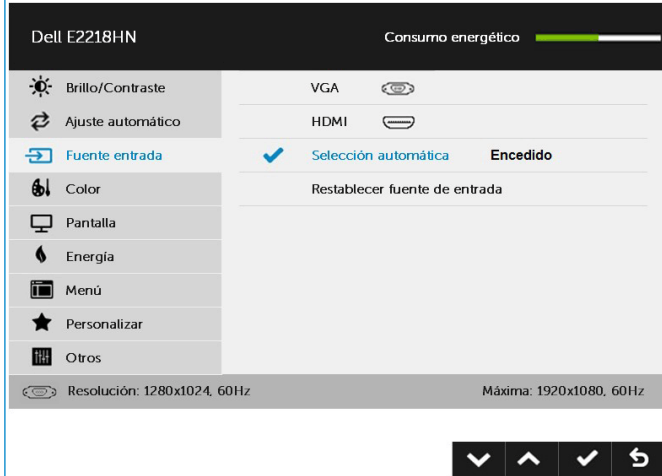 Dell E2218HN Consumo energético
Brillo/Contraste VGA
Ajuste automático HDMI
Fuente entrada Selección automática Encedido
Color Restablecer fuente de entrada
Pantalla
Energía
Menú
Personalizar
Otros
Resolución: 1280x1024, 60Hz Máxima: 1920x1080, 60Hz